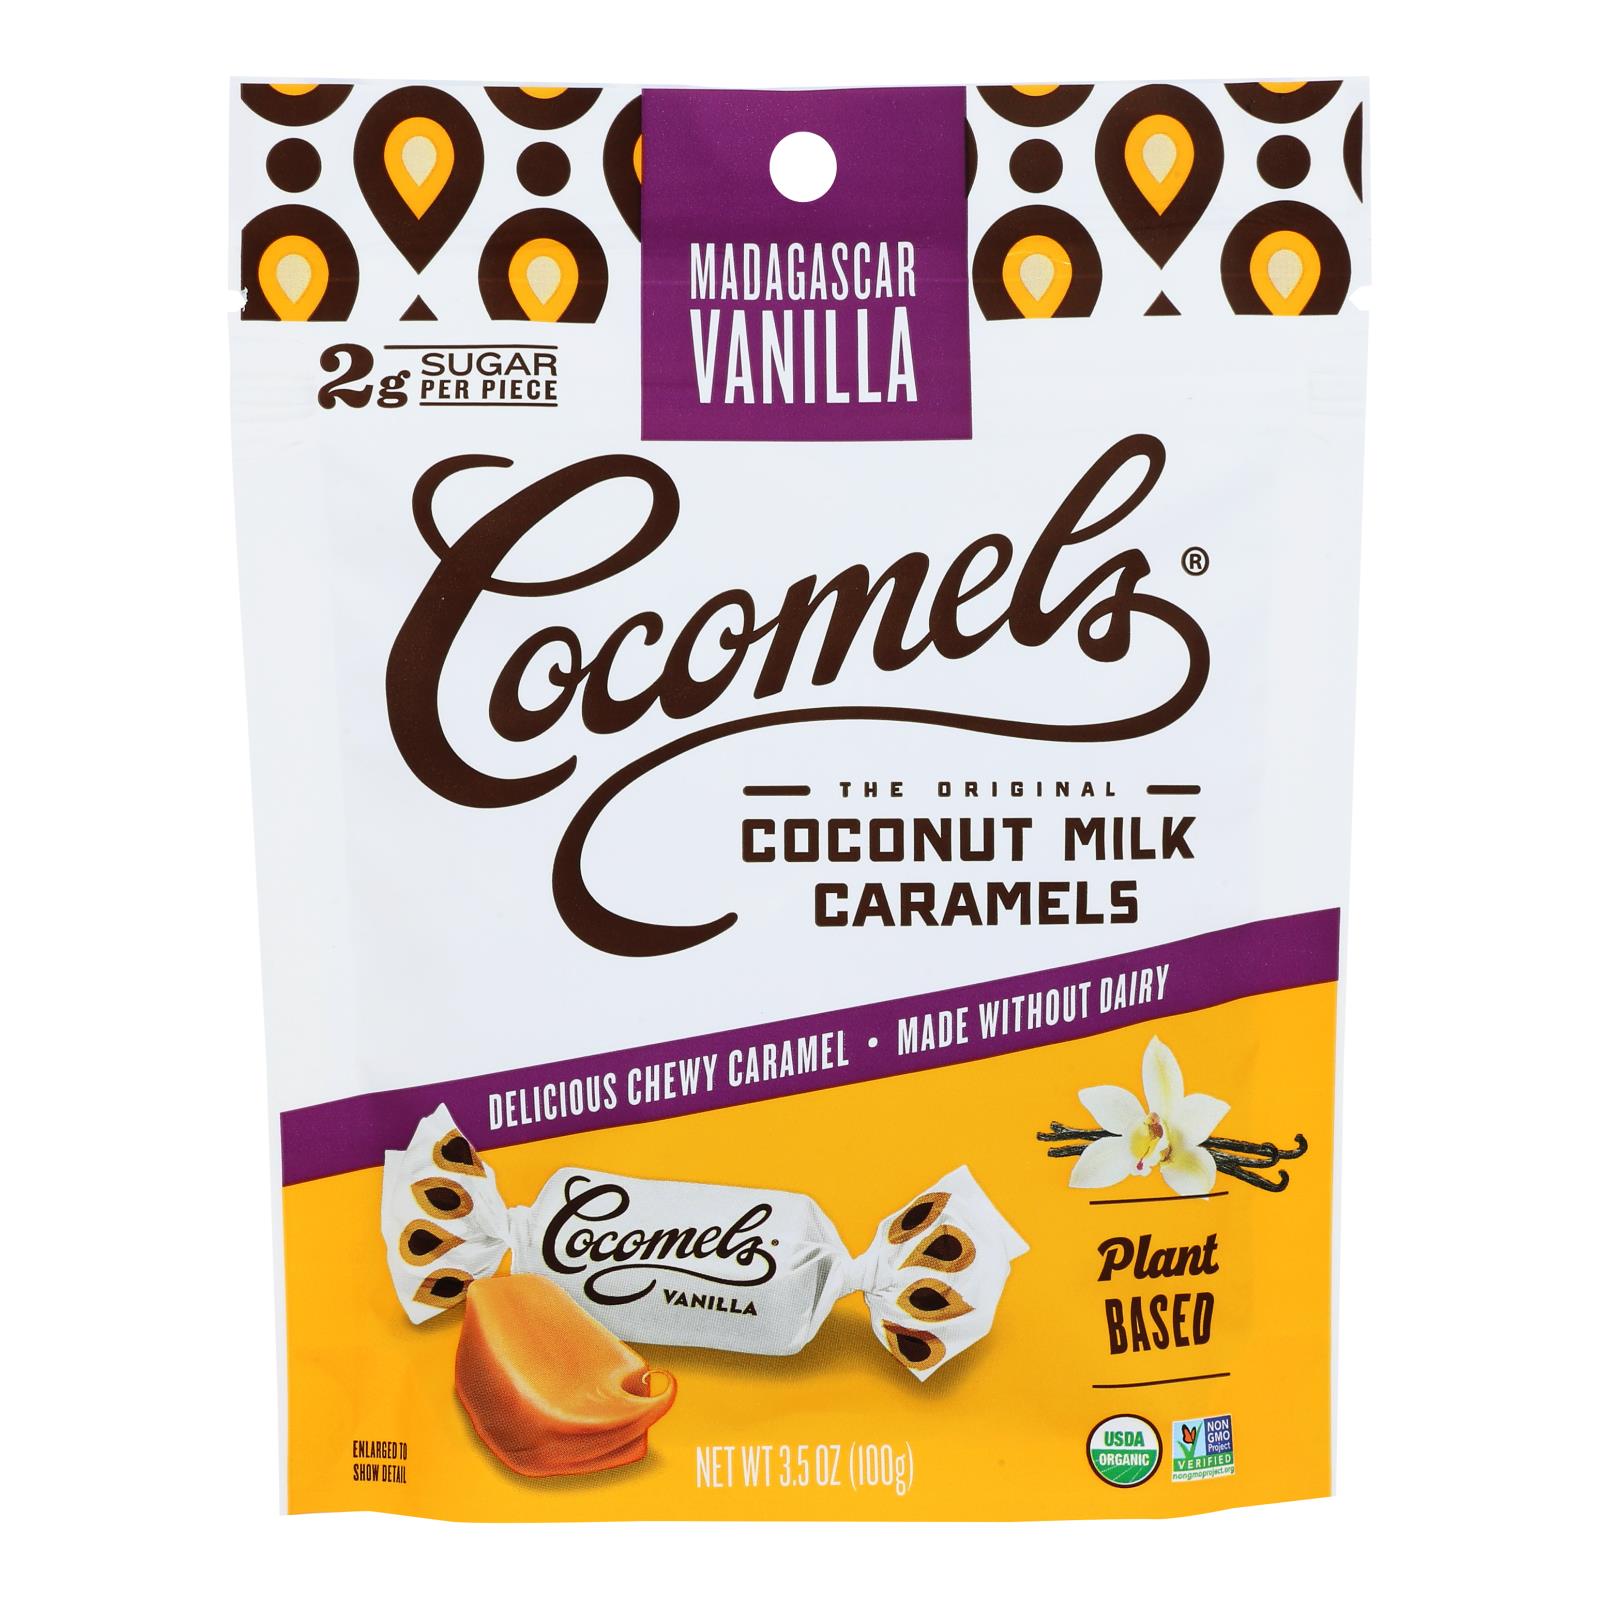 MADAGASCAR
VANILLA
2g SUGAR
PER PIECE
Cocomels®
THE ORIGINAL
COCONUT MILK
CARAMELS
DELICIOUS CHEWY CARAMEL • MADE WITHOUT DAIRY
Cocomels®
VANILLA
Plant
BASED
ENLARGED TO
SHOW DETAIL
NET WT 3.5 OZ (100g)
USDA
ORGANIC
NON
GMO
Project
VERIFIED
nongmoproject.org